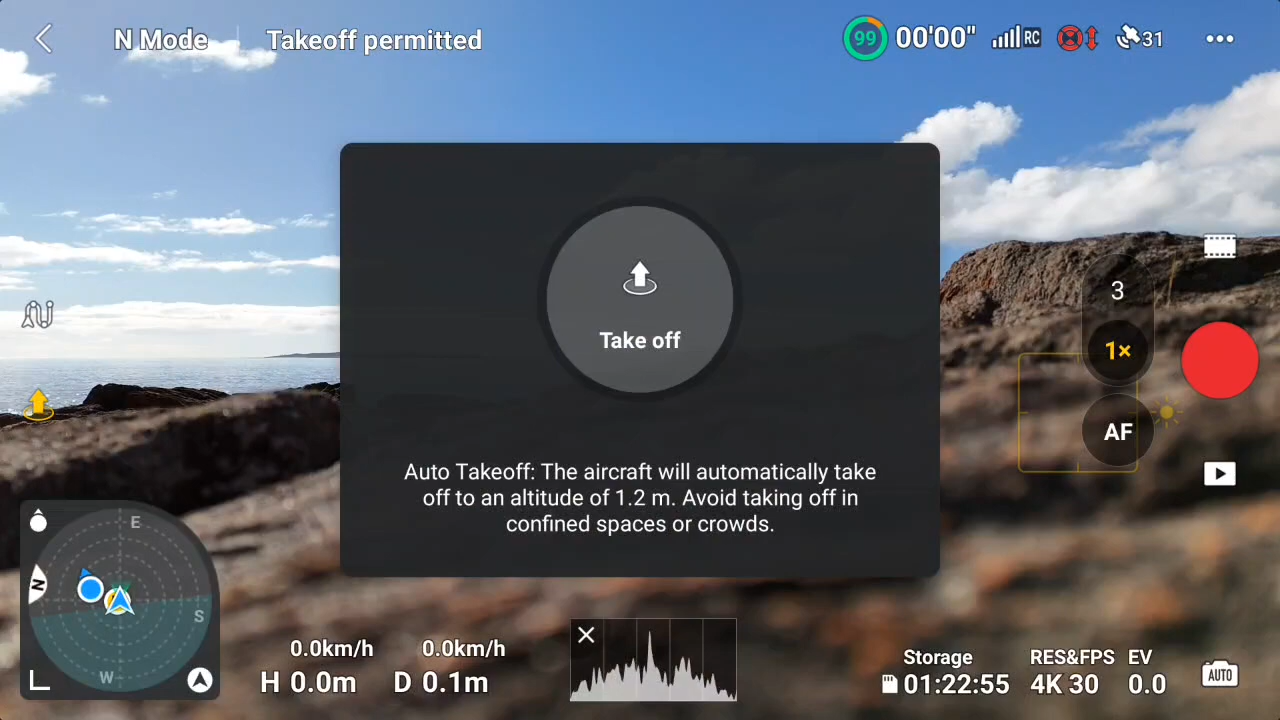 N Mode
Takeoff permitted
99
00'00"
RC
31
Take off
Auto Takeoff: The aircraft will automatically take
off to an altitude of 1.2 m. Avoid taking off in
confined spaces or crowds.
3
1×
AF
E
N
S
W
0.0km/h
0.0km/h
H 0.0m
D 0.1m
Storage
01:22:55
RES&FPS
4K 30
EV
0.0
AUTO